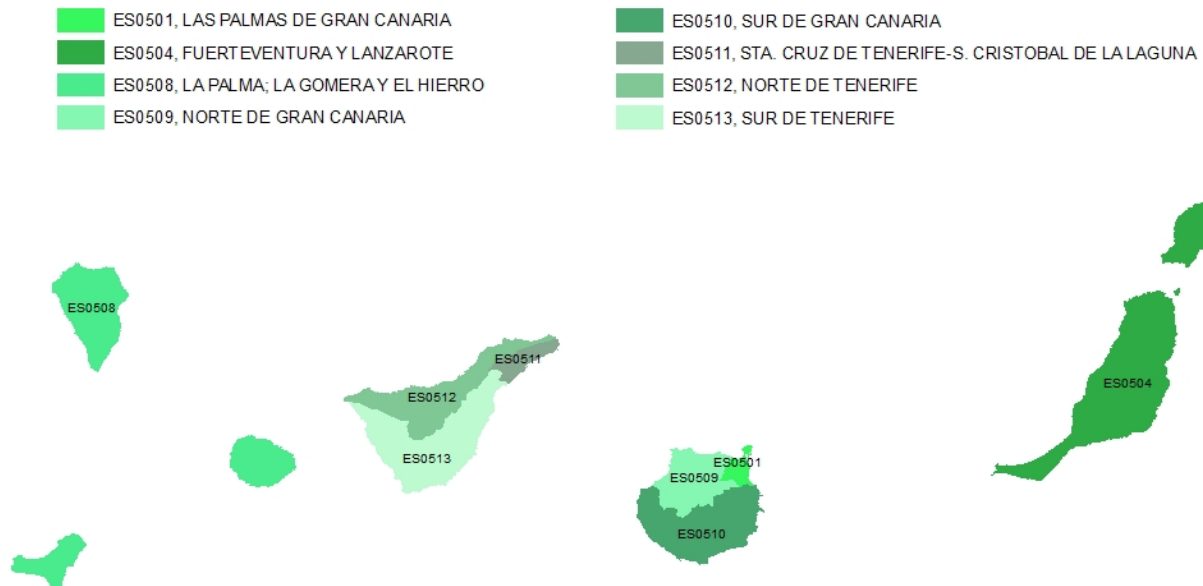 ES0501, LAS PALMAS DE GRAN CANARIA
ES0504, FUERTEVENTURA Y LANZAROTE
ES0508, LA PALMA; LA GOMERA Y EL HIERRO
ES0509, NORTE DE GRAN CANARIA
ES0510, SUR DE GRAN CANARIA
ES0511, STA. CRUZ DE TENERIFE-S. CRISTOBAL DE LA LAGUNA
ES0512, NORTE DE TENERIFE
ES0513, SUR DE TENERIFE
ES0508
ES0511
ES0512
ES0504
ES0513
ES0501
ES0509
ES0510